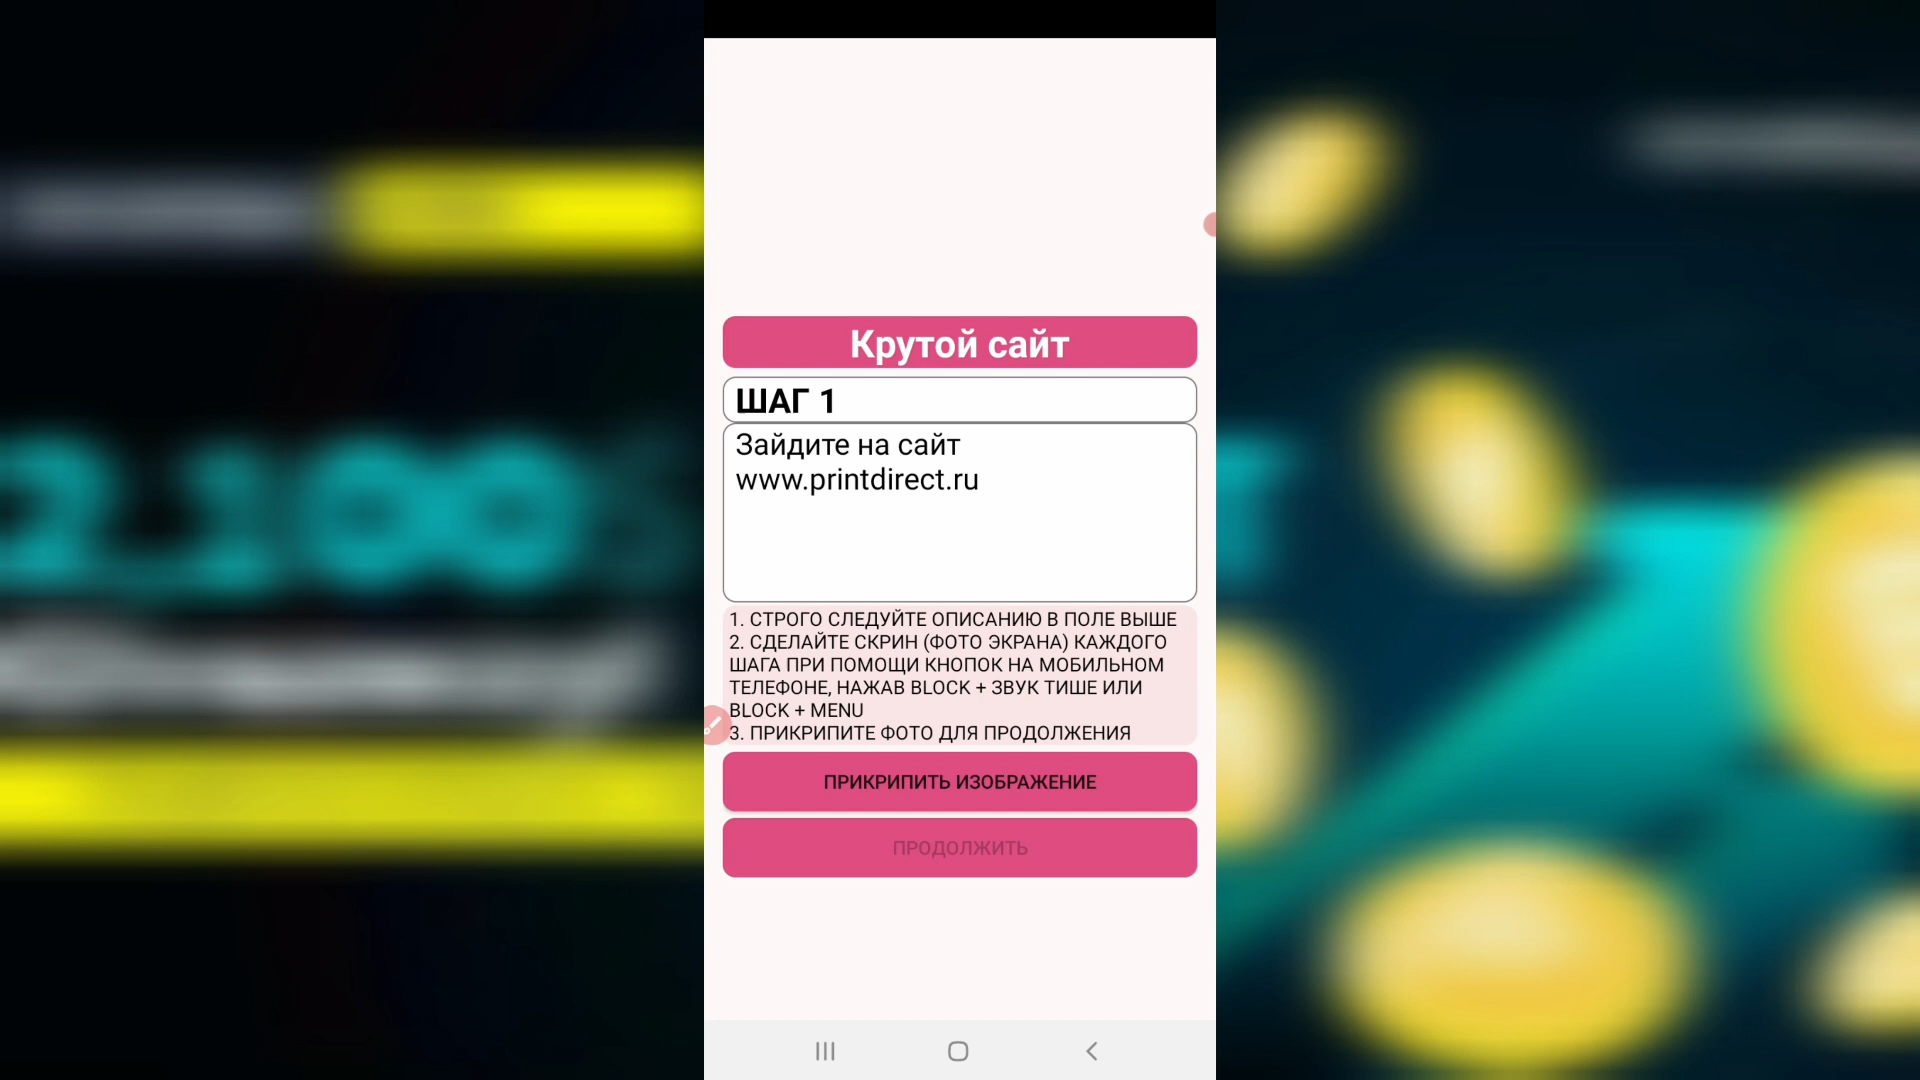 Крутой сайт
ШАГ 1
Зайдите на сайт
www.printdirect.ru
1. СТРОГО СЛЕДУЙТЕ ОПИСАНИЮ В ПОЛЕ ВЫШЕ
2. СДЕЛАЙТЕ СКРИН (ФОТО ЭКРАНА) КАЖДОГО
ШАГА ПРИ ПОМОЩИ КНОПОК НА МОБИЛЬНОМ
ТЕЛЕФОНЕ, НАЖАВ BLOCK + ЗВУК ТИШЕ ИЛИ
BLOCK + MENU
3. ПРИКРИПИТЕ ФОТО ДЛЯ ПРОДОЛЖЕНИЯ
ПРИКРИПИТЬ ИЗОБРАЖЕНИЕ
ПРОДОЛЖИТЬ